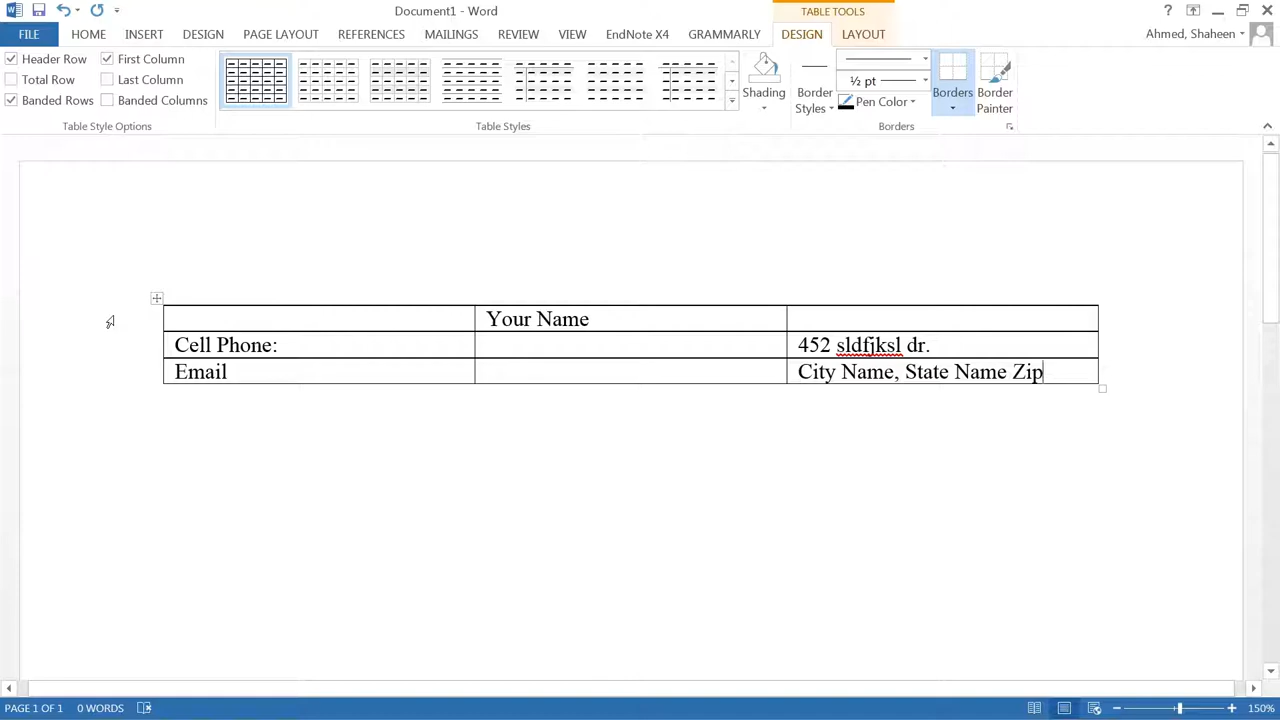 Document1 - Word
TABLE TOOLS
?
FILE
HOME
INSERT
DESIGN
PAGE LAYOUT
REFERENCES
MAILINGS
REVIEW
VIEW
EndNote X4
GRAMMARLY
DESIGN
LAYOUT
Ahmed, Shaheen
Header Row
First Column
Total Row
Last Column
Banded Rows
Banded Columns
Table Style Options
Table Styles
Shading
Border Styles
½ pt
Pen Color
Borders
Border Painter
Borders
Your Name
Cell Phone:
452 sldfjksl dr.
Email
City Name, State Name Zip
PAGE 1 OF 1
0 WORDS
150%